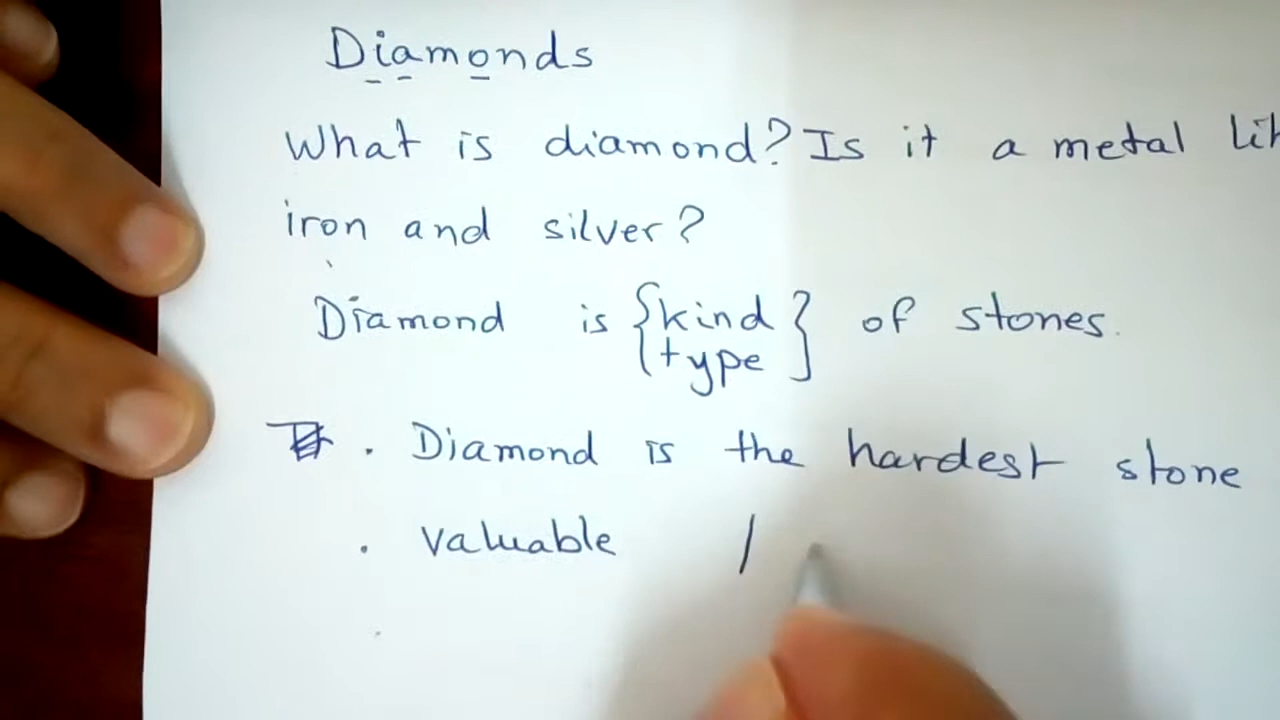 Diamonds
What is diamond? Is it a metal
iron and silver?
Diamond is {kind} of stones.
type
. Diamond is the hardest stone
. valuable /